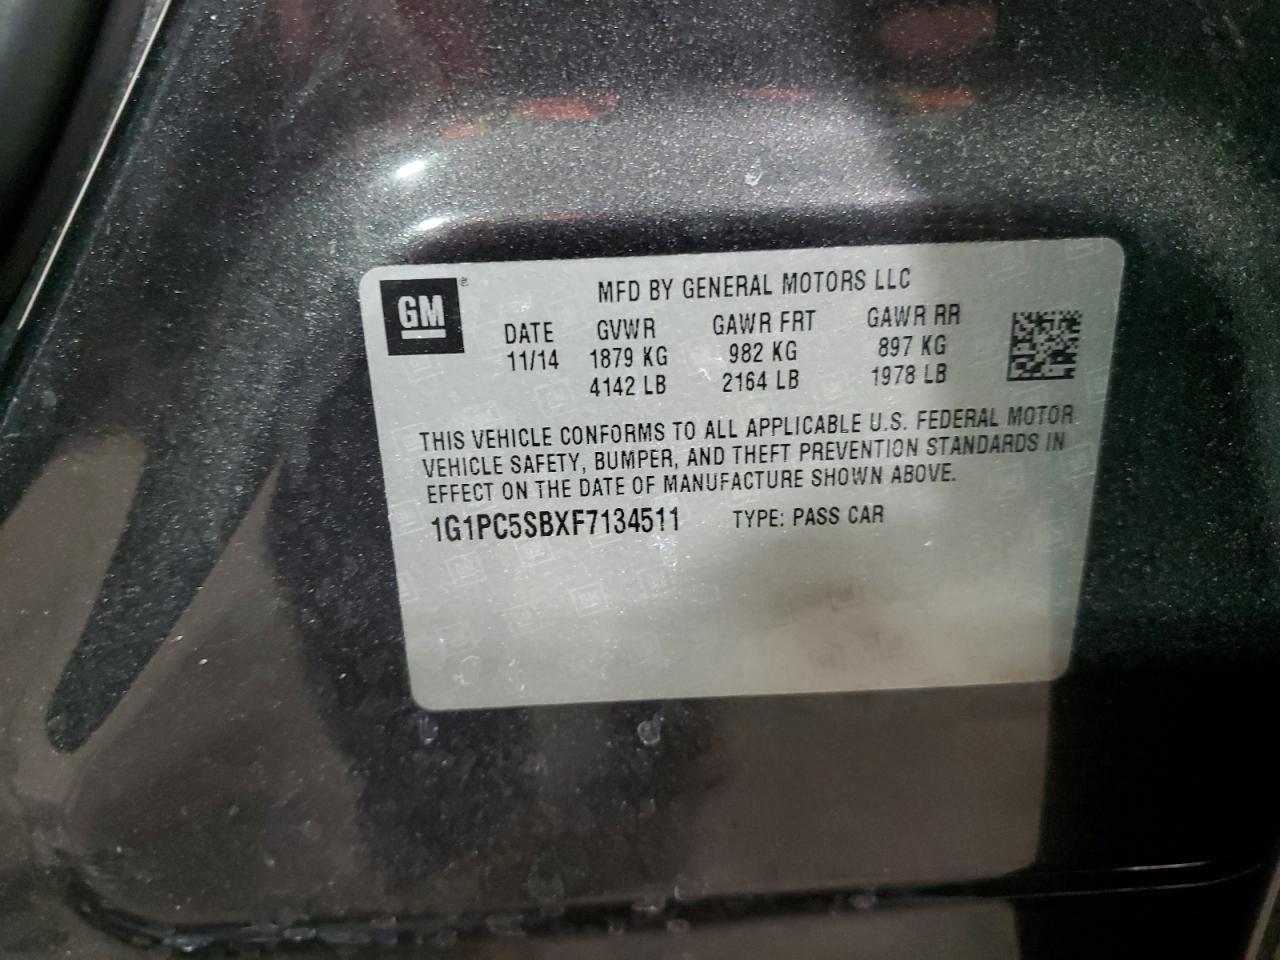 GM®
MFD BY GENERAL MOTORS LLC
DATE GVWR GAWR FRT GAWR RR
11/14 1879 KG 982 KG 897 KG
4142 LB 2164 LB 1978 LB
THIS VEHICLE CONFORMS TO ALL APPLICABLE U.S. FEDERAL MOTOR
VEHICLE SAFETY, BUMPER, AND THEFT PREVENTION STANDARDS IN
EFFECT ON THE DATE OF MANUFACTURE SHOWN ABOVE.
1G1PC5SBXF7134511 TYPE: PASS CAR